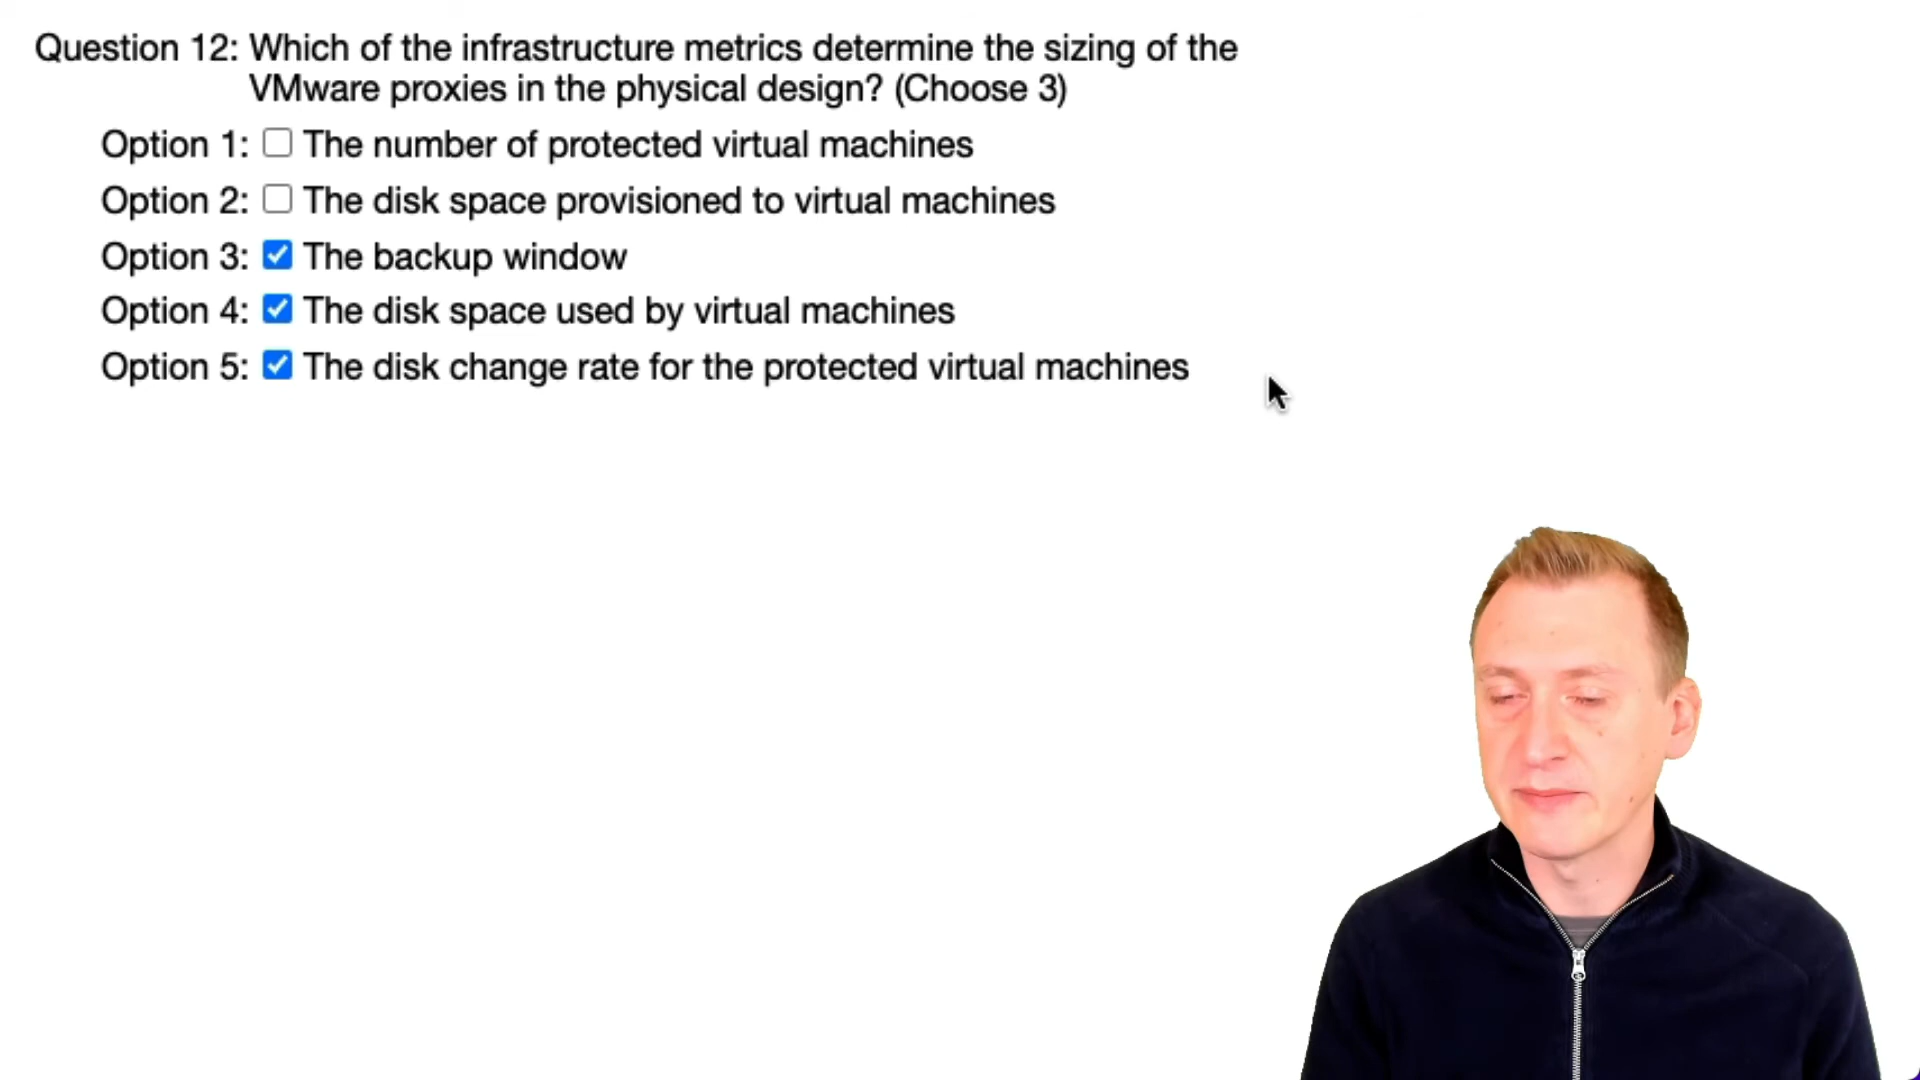 Question 12: Which of the infrastructure metrics determine the sizing of the
VMware proxies in the physical design? (Choose 3)
Option 1: The number of protected virtual machines
Option 2: The disk space provisioned to virtual machines
Option 3: The backup window
Option 4: The disk space used by virtual machines
Option 5: The disk change rate for the protected virtual machines